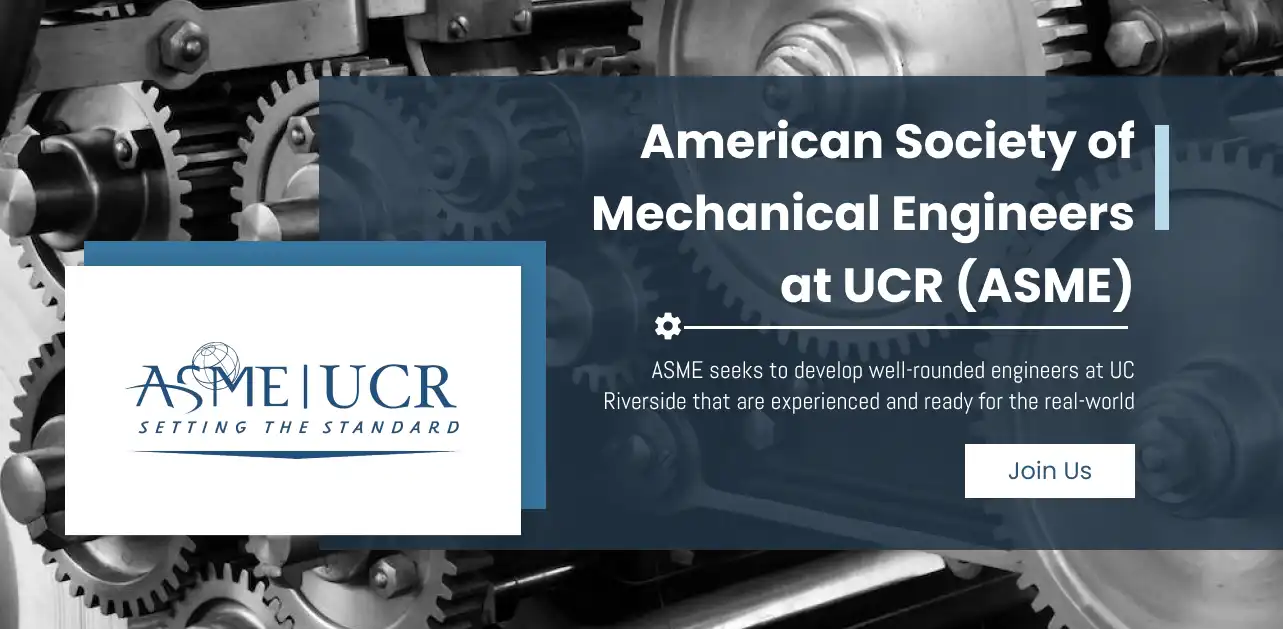 American Society of
Mechanical Engineers
at UCR (ASME)
ASME seeks to develop well-rounded engineers at UC
Riverside that are experienced and ready for the real-world
Join Us
ASME|UCR
SETTING THE STANDARD